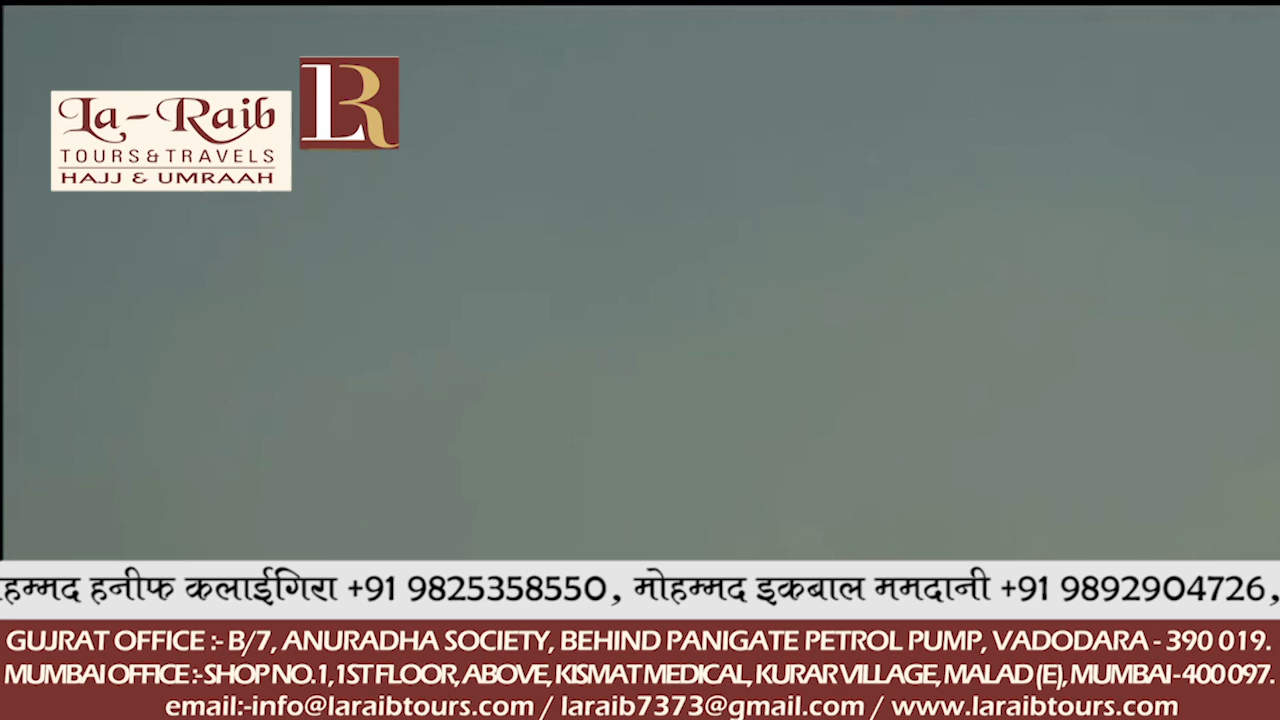 La-Raib
LR
TOURS & TRAVELS
HAJJ & UMRAAH
हनीफ कलाईगिरा +91 9825358550, मोहम्मद इकबाल ममदानी +91 9892904726,
GUJRAT OFFICE :- B/7, ANURADHA SOCIETY, BEHIND PANIGATE PETROL PUMP, VADODARA - 390 019.
MUMBAI OFFICE :- SHOP NO. 1, 1ST FLOOR, ABOVE, KISMAT MEDICAL, KURAR VILLAGE, MALAD (E), MUMBAI - 400 097.
email:-info@laraibtours.com / laraib7373@gmail.com / www.laraibtours.com